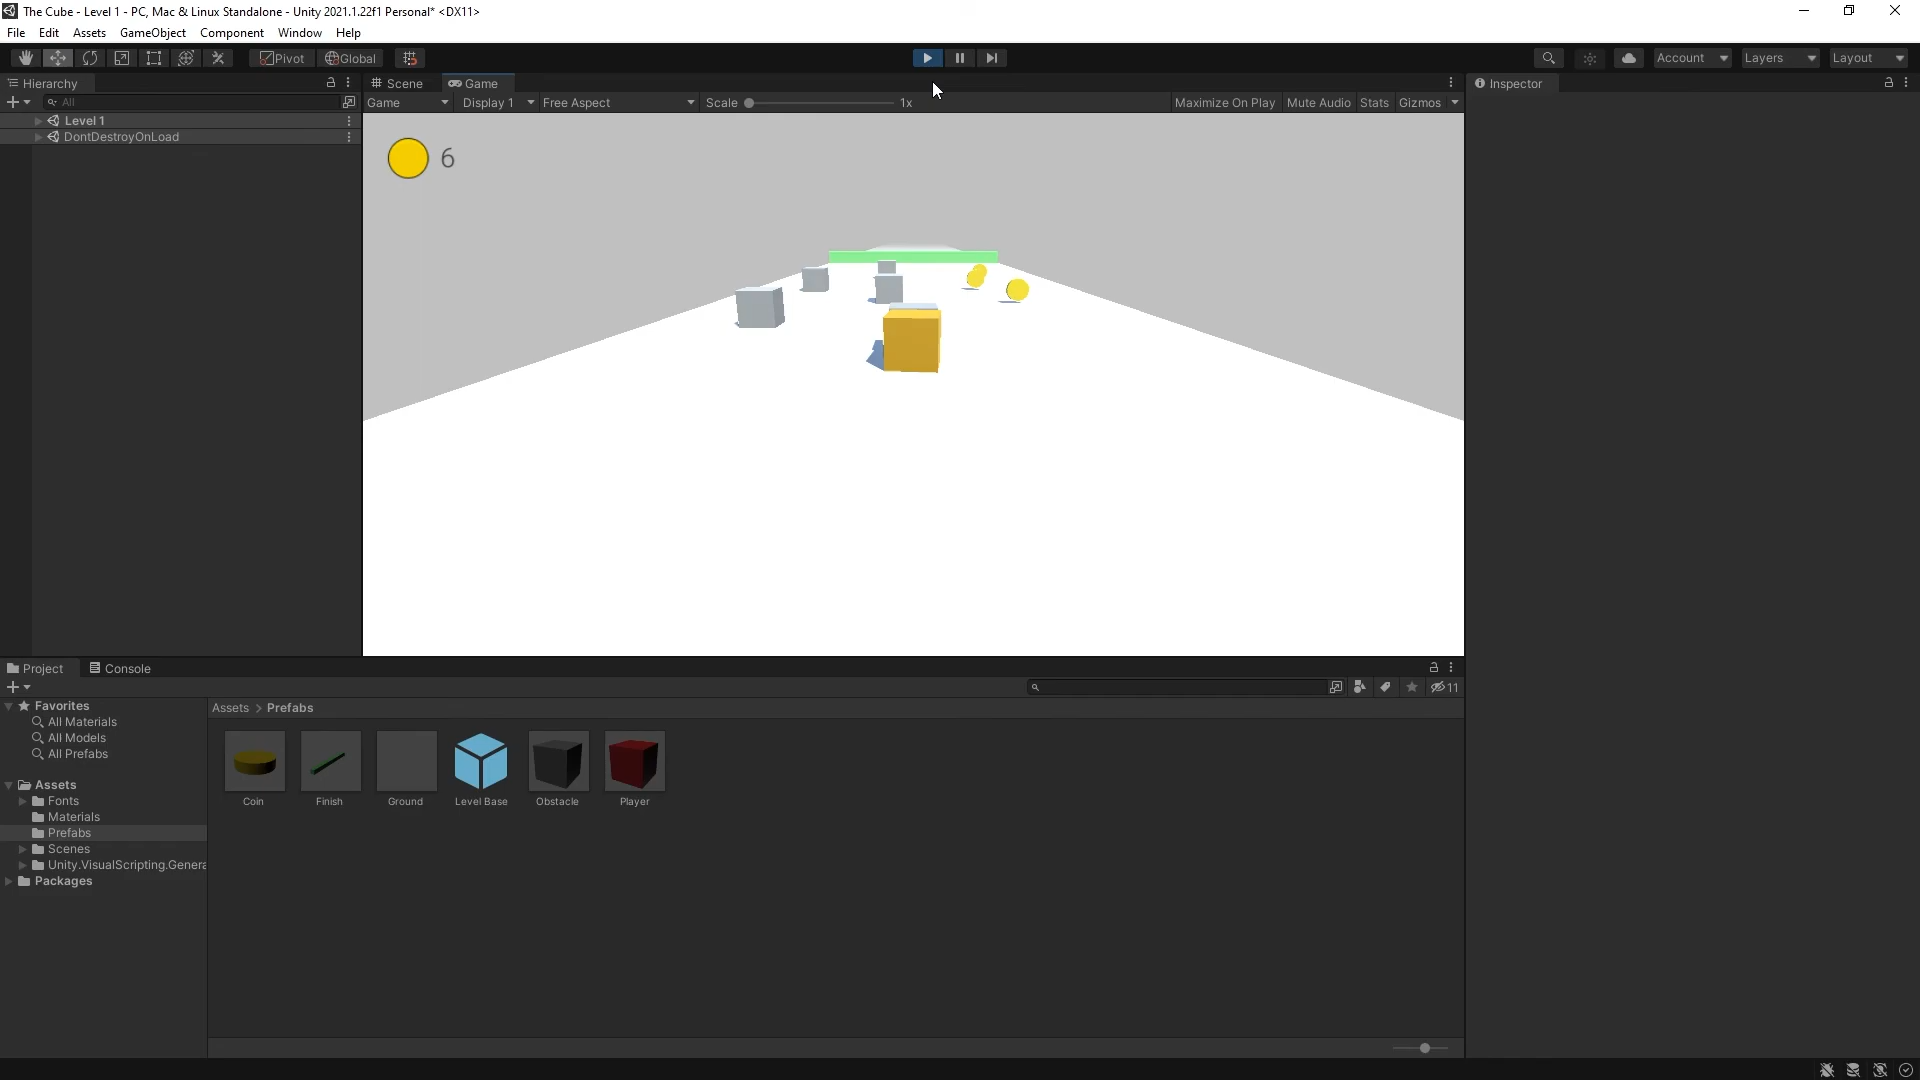 The Cube - Level 1 - PC, Mac & Linux Standalone - Unity 2021.1.22f1 Personal* <DX11>
File Edit Assets GameObject Component Window Help
Pivot Global Account Layers Layout
Hierarchy
All
Level 1
DontDestroyOnLoad
Scene Game
Game Display 1 Free Aspect Scale 1x Maximize On Play Mute Audio Stats Gizmos
6
Inspector
Project Console
11
Favorites
All Materials
All Models
All Prefabs
Assets
Fonts
Materials
Prefabs
Scenes
Unity.VisualScripting.Genera
Packages
Assets > Prefabs
Coin Finish Ground Level Base Obstacle Player